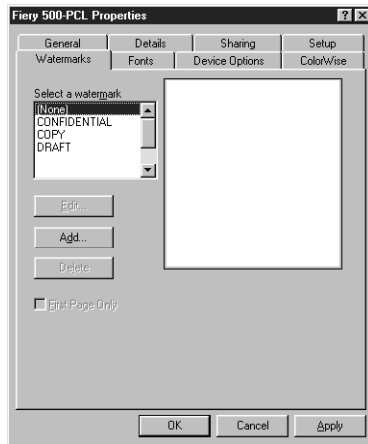 Fiery 500-PCL Properties
General Details Sharing Setup
Watermarks Fonts Device Options ColorWise
Select a watermark
(None)
CONFIDENTIAL
COPY
DRAFT
Edit...
Add...
Delete
First Page Only
OK Cancel Apply